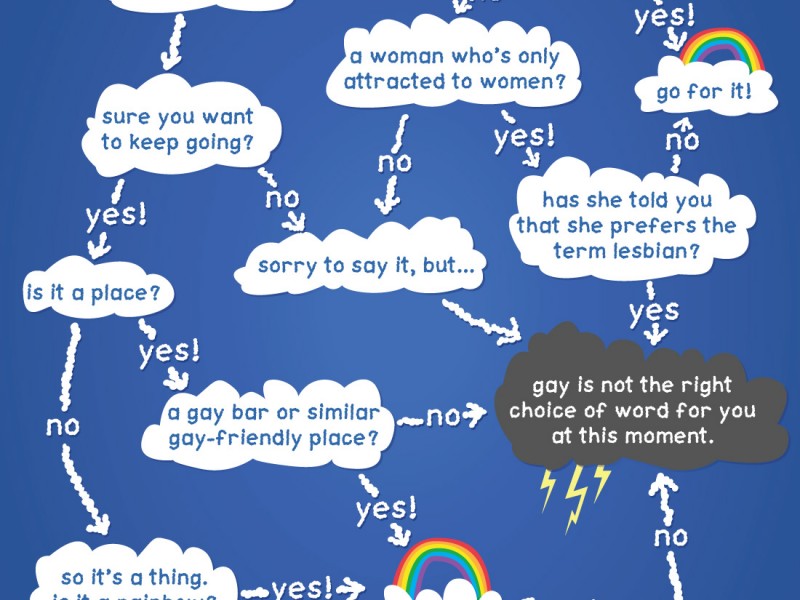 yes!
a woman who's only
attracted to women?
go for it!
sure you want
to keep going?
yes!
no
no
has she told you
that she prefers the
term lesbian?
no
yes!
sorry to say it, but...
is it a place?
yes
yes!
gay is not the right
choice of word for you
at this moment.
a gay bar or similar
gay-friendly place?
no
no
yes!
no
so it's a thing.
is it a rainbow?
yes!